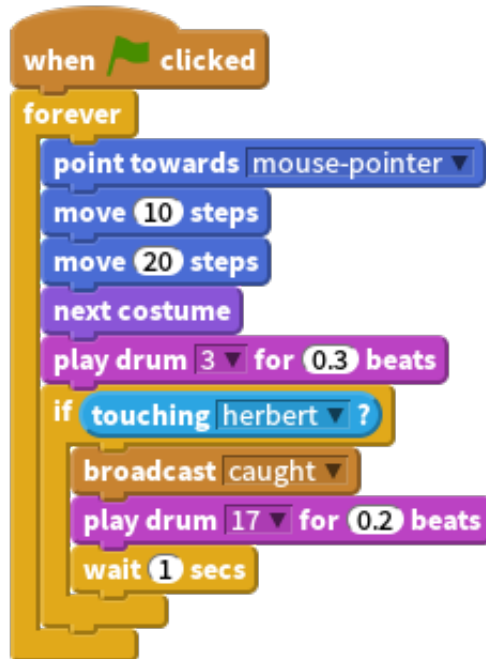 when clicked
forever
point towards mouse-pointer
move 10 steps
move 20 steps
next costume
play drum 3 for 0.3 beats
if touching herbert ?
broadcast caught
play drum 17 for 0.2 beats
wait 1 secs